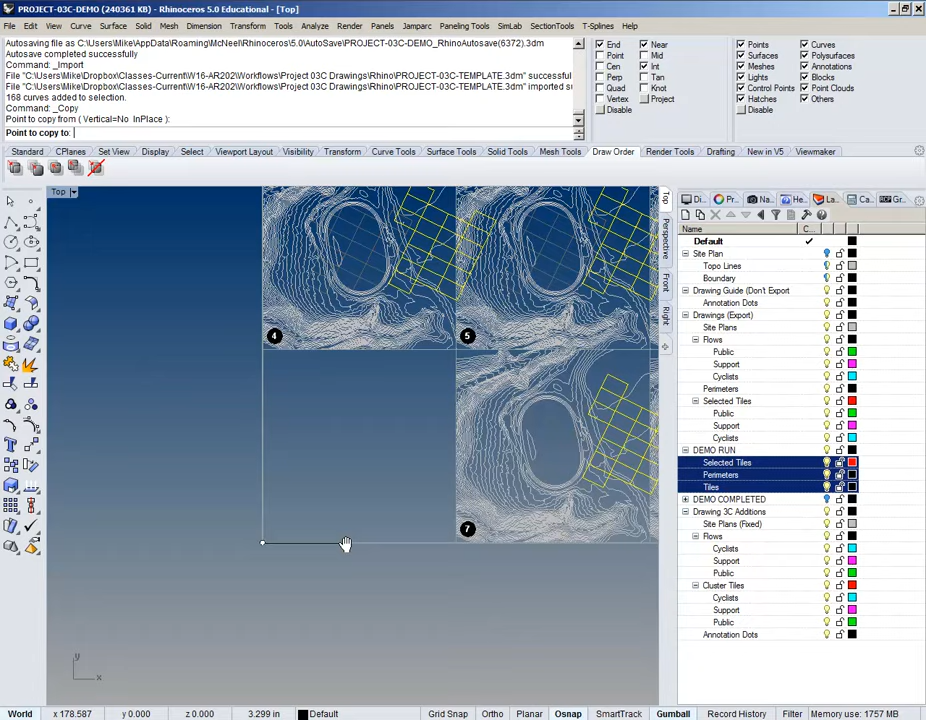 PROJECT-03C-DEMO (240361 KB) - Rhinoceros 5.0 Educational - [Top]
File Edit View Curve Surface Solid Mesh Dimension Transform Tools Analyze Render Panels Jamparc Paneling Tools SimLab SectionTools T-Splines Help
Autosaving file as C:\Users\Mike\AppData\Roaming\McNeel\Rhinoceros\5.0\AutoSave\PROJECT-03C-DEMO_RhinoAutosave(6372).3dm
Autosave completed successfully
Command: _Import
File "C:\Users\Mike\Dropbox\Classes-Current\W16-AR202\Workflows\Project 03C Drawings\Rhino\PROJECT-03C-TEMPLATE.3dm" successful
File "C:\Users\Mike\Dropbox\Classes-Current\W16-AR202\Workflows\Project 03C Drawings\Rhino\PROJECT-03C-TEMPLATE.3dm" imported su
168 curves added to selection.
Command: _Copy
Point to copy from ( Vertical=No InPlace ):
Point to copy to:
End Near
Point Mid
Cen Int
Perp Tan
Quad Knot
Vertex Project
Disable
Points Curves
Surfaces Polysurfaces
Meshes Annotations
Lights Blocks
Control Points Point Clouds
Hatches Others
Disable
Standard CPlanes Set View Display Select Viewport Layout Visibility Transform Curve Tools Surface Tools Solid Tools Mesh Tools Draw Order Render Tools Drafting New in V5 Viewmaker
Top
4
5
7
y
x
Top
Perspective
Front
Right
Di... Pr... Na... He... La... Ca... Gr...
Name C...
Default
Site Plan
Topo Lines
Boundary
Drawing Guide (Don't Export
Annotation Dots
Drawings (Export)
Site Plans
Flows
Public
Support
Cyclists
Perimeters
Selected Tiles
Public
Support
Cyclists
DEMO RUN
Selected Tiles
Perimeters
Tiles
DEMO COMPLETED
Drawing 3C Additions
Site Plans (Fixed)
Flows
Cyclists
Support
Public
Cluster Tiles
Cyclists
Support
Public
Annotation Dots
World x 178.587 y 0.000 z 0.000 3.299 in Default Grid Snap Ortho Planar Osnap SmartTrack Gumball Record History Filter Memory use: 1757 MB